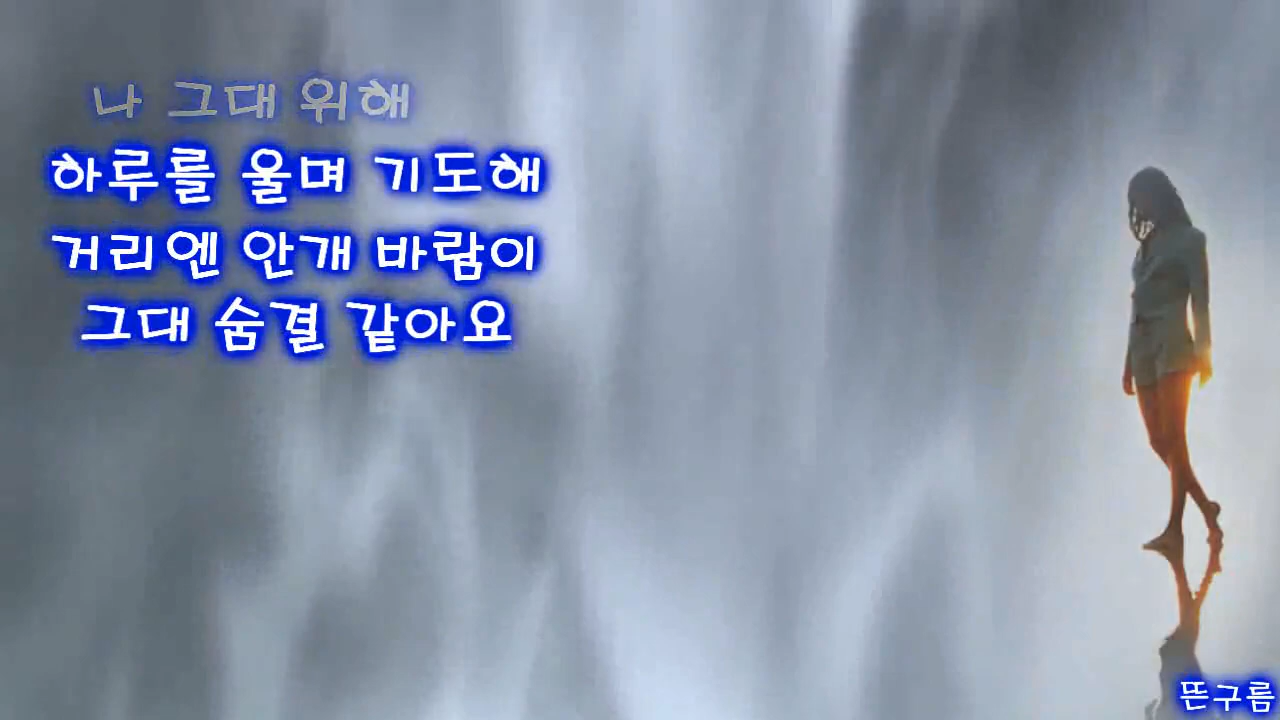 나 그대 위해
하루를 울며 기도해
거리엔 안개 바람이
그대 숨결 같아요
뜬구름